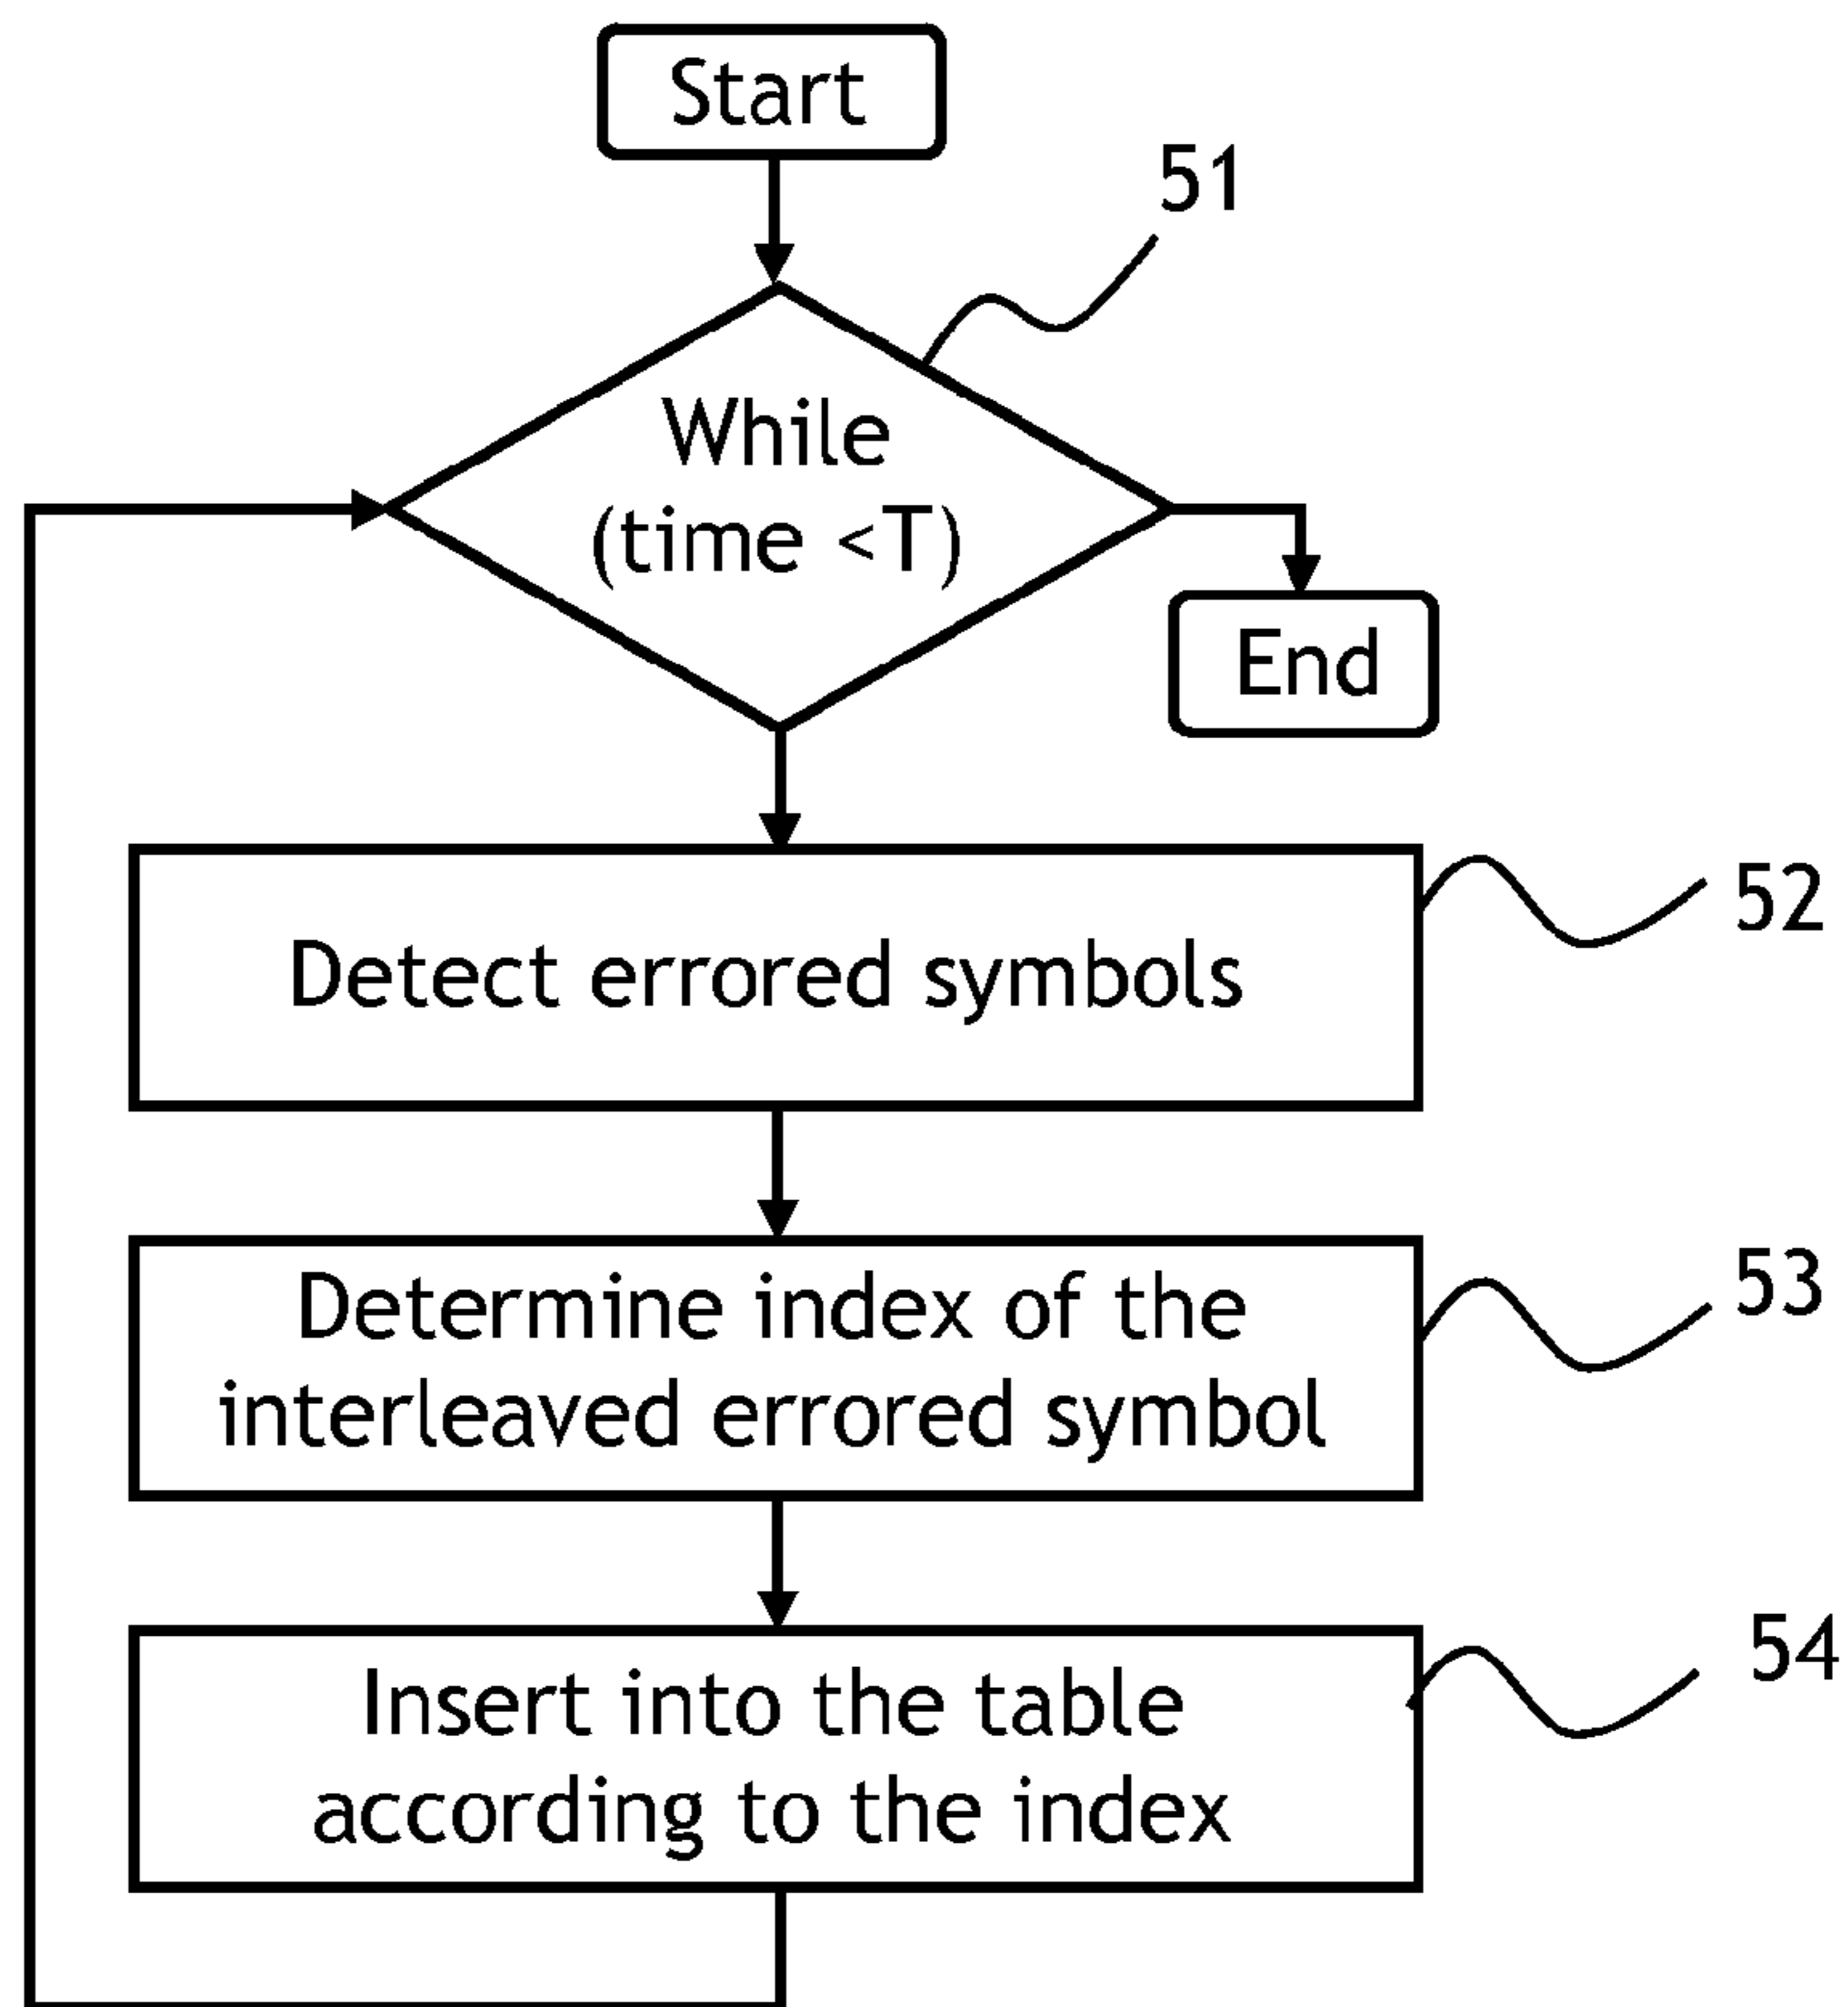 Start
51
While
(time <T)
End
52
Detect errored symbols
53
Determine index of the
interleaved errored symbol
54
Insert into the table
according to the index